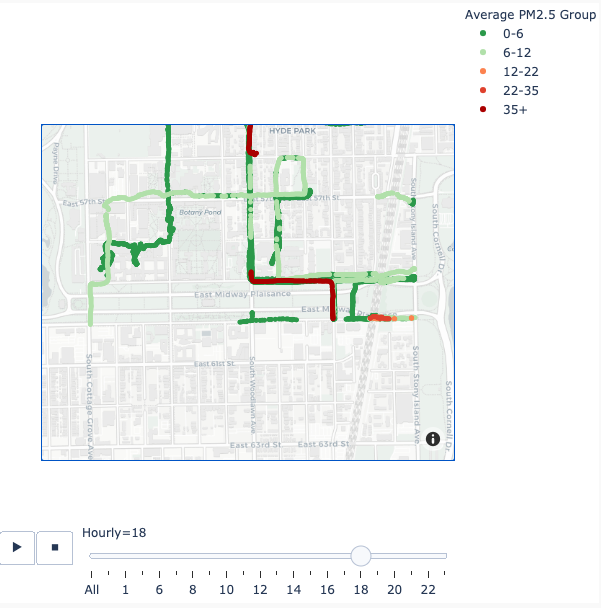 Average PM2.5 Group
0-6
6-12
12-22
22-35
35+
HYDE PARK
Payne Drive
East 57th St
57th St.
Botany Pond
South Stony Island Ave
South Cornell Dr.
East Midway Plaisance
East
East 61st St.
South Cottage Grove Ave
South Woodlawn Ave
South Stony Island Ave.
South Cornell Dr.
East 63rd St.
East 63rd St
Hourly=18
All 1 6 8 10 12 14 16 18 20 22